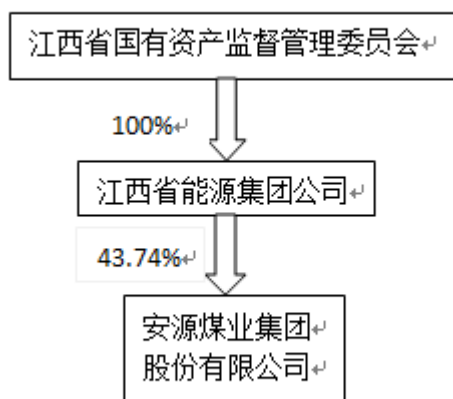 江西省国有资产监督管理委员会
100%
江西省能源集团公司
43.74%
安源煤业集团
股份有限公司